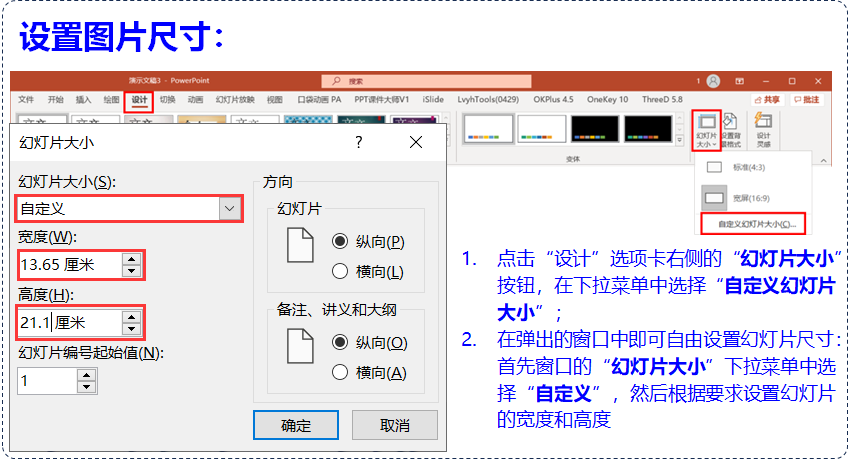 设置图片尺寸：
演示文稿3 - PowerPoint
搜索
1
文件 开始 插入 绘图 设计 切换 动画 幻灯片放映 视图 口袋动画 PA PPT课件大师V1 iSlide LvyhTools(0429) OKPlus 4.5 OneKey 10 ThreeD 5.8 共享 批注
幻灯片
大小
设置背
景格式
设计
灵感
变体
标准(4:3)
宽屏(16:9)
自定义幻灯片大小(C)...
幻灯片大小
?
幻灯片大小(S):
自定义
宽度(W):
13.65 厘米
高度(H):
21.1 厘米
幻灯片编号起始值(N):
1
方向
幻灯片
纵向(P)
横向(L)
备注、讲义和大纲
纵向(O)
横向(A)
确定
取消
1. 点击“设计”选项卡右侧的“幻灯片大小”
按钮，在下拉菜单中选择“自定义幻灯片
大小”；
2. 在弹出的窗口中即可自由设置幻灯片尺寸：
首先窗口的“幻灯片大小”下拉菜单中选
择“自定义”，然后根据要求设置幻灯片
的宽度和高度